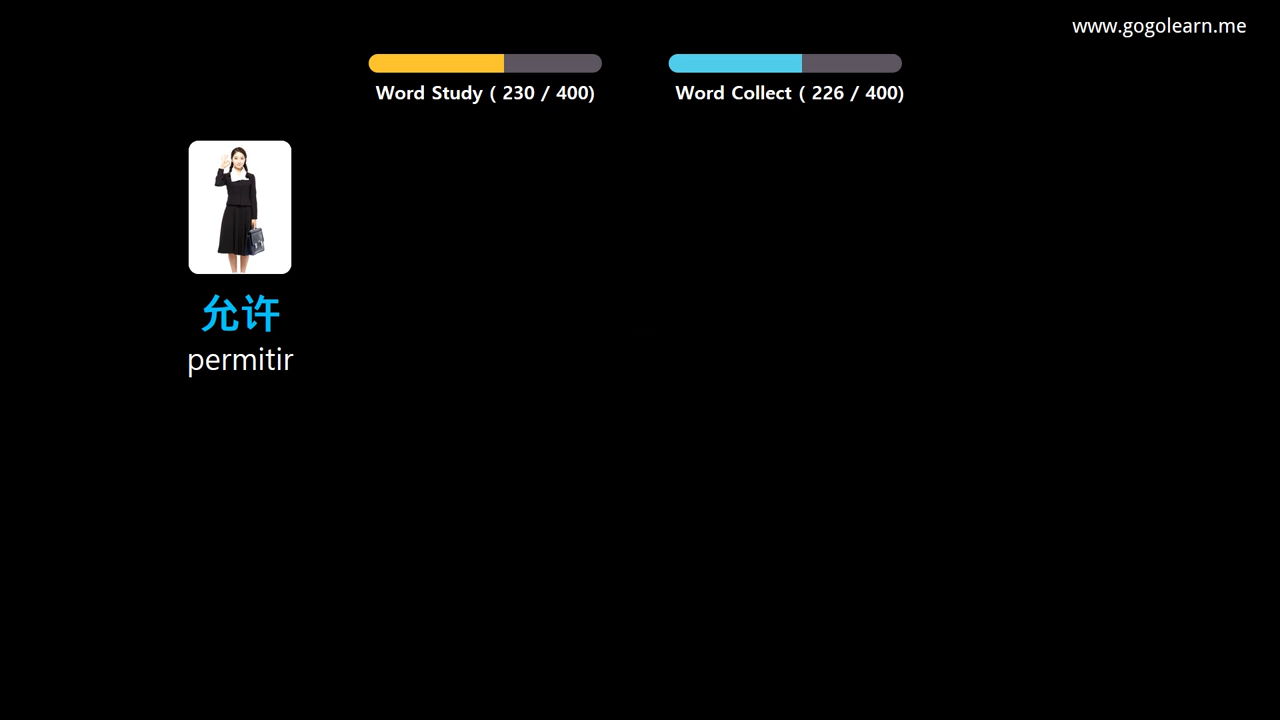 www.gogolearn.me
Word Study ( 230 / 400)
Word Collect ( 226 / 400)
允许
permitir